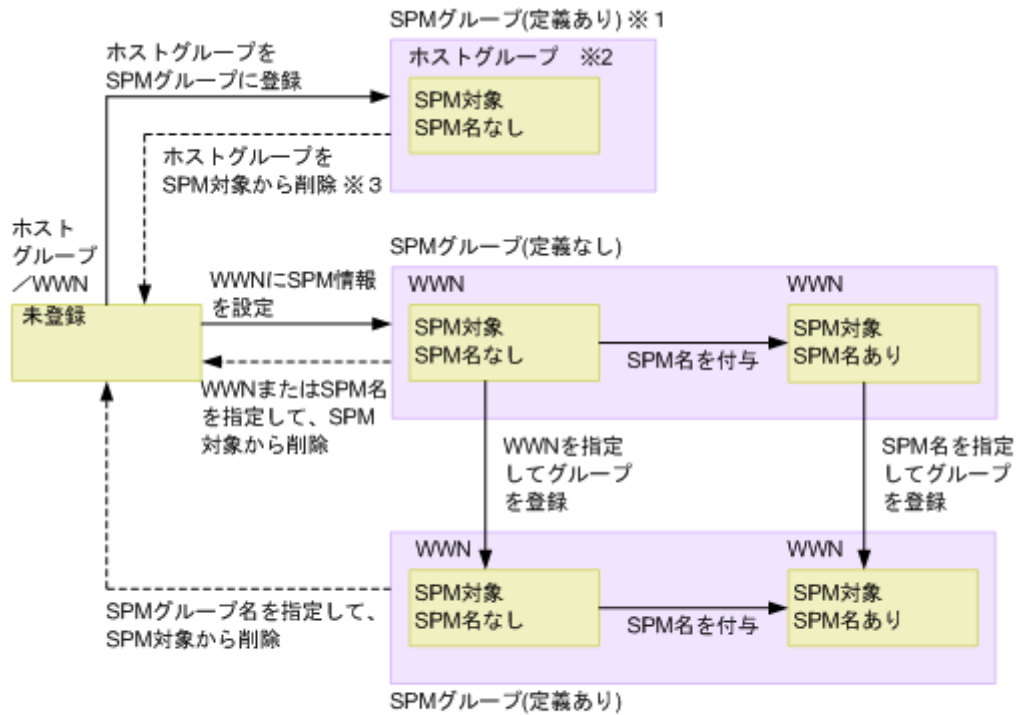 SPMグループ(定義あり) ※１
ホストグループ　※2
SPM対象
SPM名なし
ホストグループを
SPMグループに登録
ホストグループを
SPM対象から削除 ※３
ホスト
グループ
／WWN
未登録
SPMグループ(定義なし)
WWNにSPM情報
を設定
WWN
SPM対象
SPM名なし
SPM名を付与
WWN
SPM対象
SPM名あり
WWNまたはSPM名
を指定して、SPM
対象から削除
WWNを指定
してグループ
を登録
SPM名を指定
してグループ
を登録
WWN
SPM対象
SPM名なし
SPM名を付与
WWN
SPM対象
SPM名あり
SPMグループ名を指定して、
SPM対象から削除
SPMグループ(定義あり)